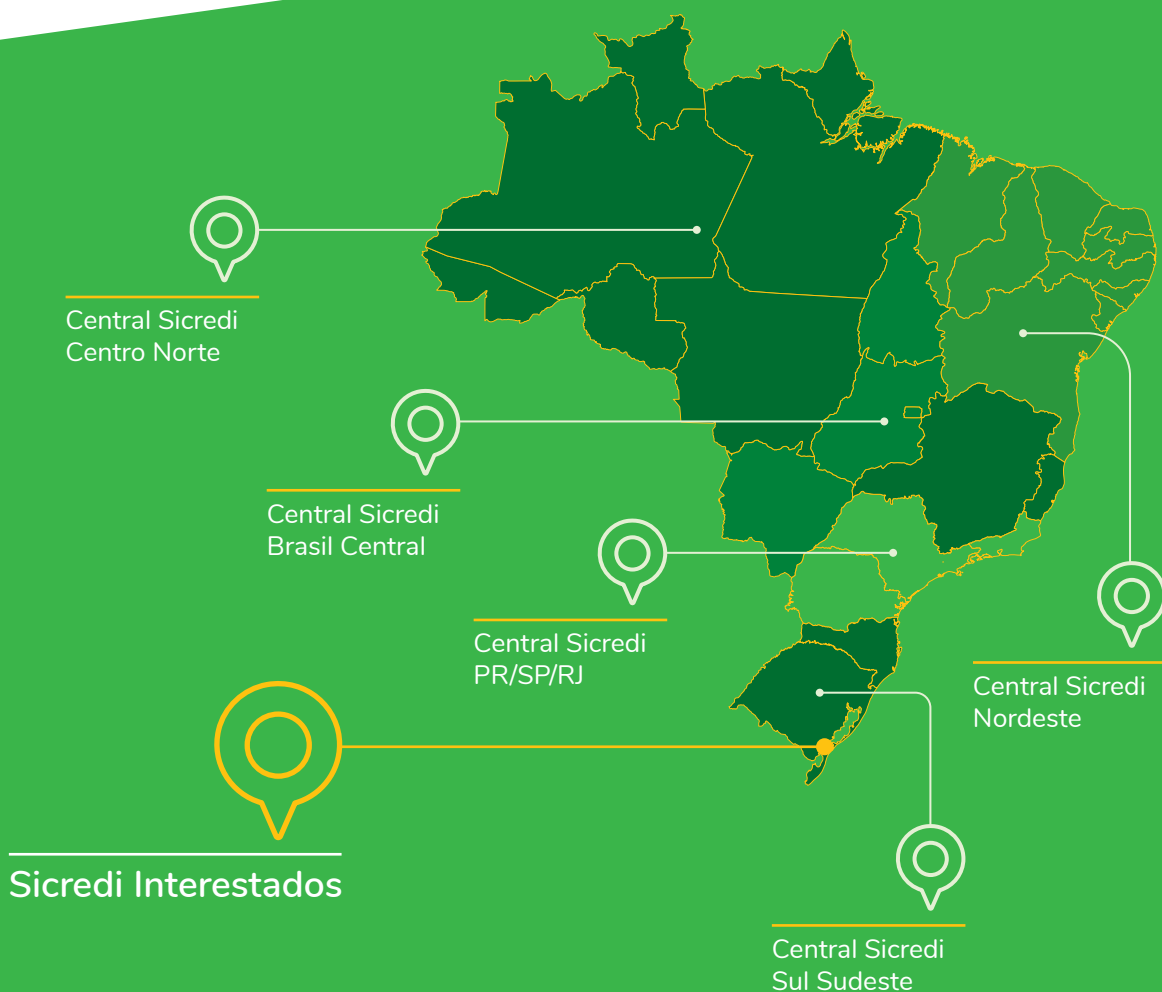 Central Sicredi
Centro Norte
Central Sicredi
Brasil Central
Central Sicredi
PR/SP/RJ
Central Sicredi
Nordeste
Sicredi Interestados
Central Sicredi
Sul Sudeste